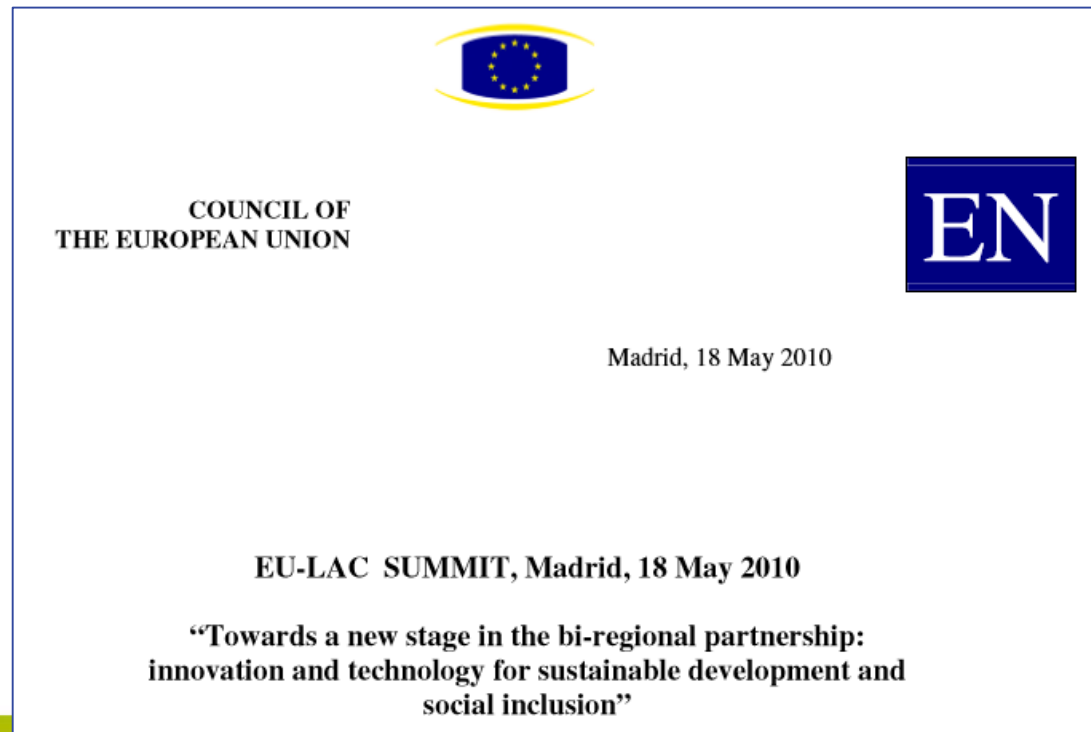 COUNCIL OF
THE EUROPEAN UNION
EN
Madrid, 18 May 2010
EU-LAC SUMMIT, Madrid, 18 May 2010
“Towards a new stage in the bi-regional partnership:
innovation and technology for sustainable development and
social inclusion”